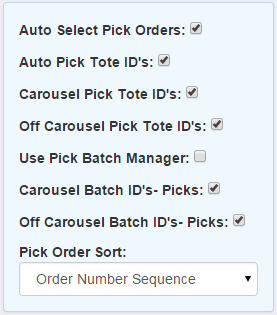 Auto Select Pick Orders:
Auto Pick Tote ID's:
Carousel Pick Tote ID's:
Off Carousel Pick Tote ID's:
Use Pick Batch Manager:
Carousel Batch ID's- Picks:
Off Carousel Batch ID's- Picks:
Pick Order Sort:
Order Number Sequence